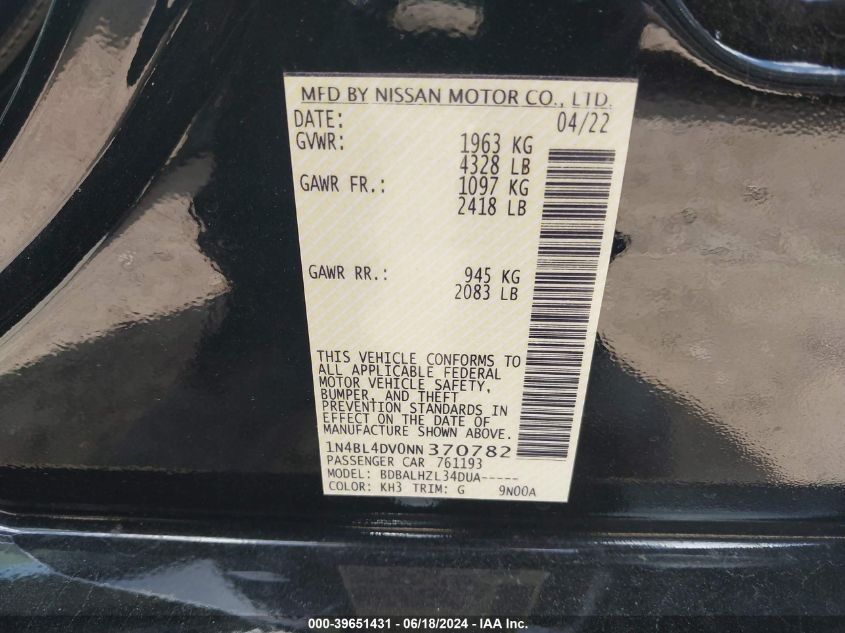 MFD BY NISSAN MOTOR CO., LTD.
DATE: 04/22
GVWR: 1963 KG
4328 LB
GAWR FR.: 1097 KG
2418 LB
GAWR RR.: 945 KG
2083 LB
THIS VEHICLE CONFORMS TO
ALL APPLICABLE FEDERAL
MOTOR VEHICLE SAFETY,
BUMPER, AND THEFT
PREVENTION STANDARDS IN
EFFECT ON THE DATE OF
MANUFACTURE SHOWN ABOVE.
1N4BL4DV0NN370782
PASSENGER CAR 761193
MODEL: BDBALHZL34DUA-----
COLOR: KH3 TRIM: G 9N00A
000-39651431 - 06/18/2024 - IAA Inc.